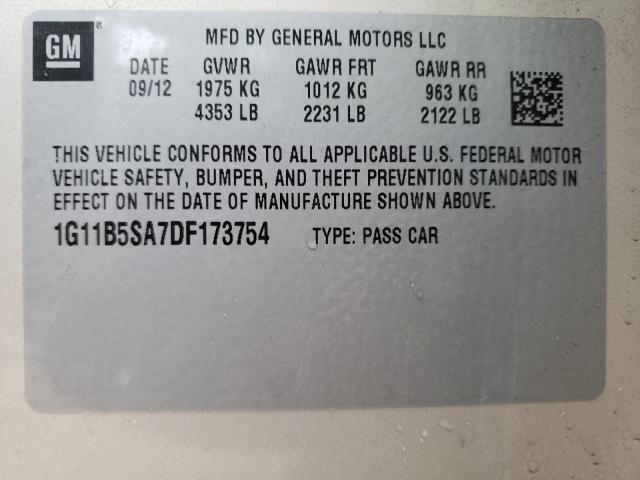 GM ®
MFD BY GENERAL MOTORS LLC
DATE GVWR GAWR FRT GAWR RR
09/12 1975 KG 1012 KG 963 KG
4353 LB 2231 LB 2122 LB
THIS VEHICLE CONFORMS TO ALL APPLICABLE U.S. FEDERAL MOTOR
VEHICLE SAFETY, BUMPER, AND THEFT PREVENTION STANDARDS IN
EFFECT ON THE DATE OF MANUFACTURE SHOWN ABOVE.
1G11B5SA7DF173754 TYPE: PASS CAR